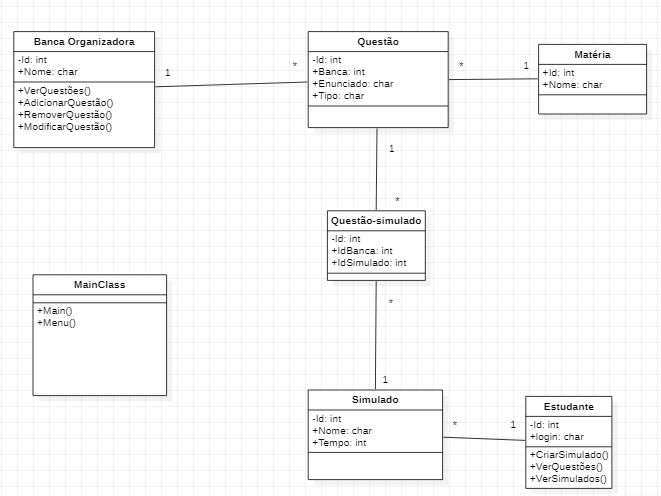 Banca Organizadora
-Id: int
+Nome: char
+VerQuestões()
+AdicionarQuestão()
+RemoverQuestão()
+ModificarQuestão()
1
*
Questão
-Id: int
+Banca: int
+Enunciado: char
+Tipo: char
*
1
Matéria
+Id: int
+Nome: char
1
*
Questão-simulado
-Id: int
+IdBanca: int
+IdSimulado: int
*
1
MainClass
+Main()
+Menu()
Simulado
-Id: int
+Nome: char
+Tempo: int
*
1
Estudante
-Id: int
+login: char
+CriarSimulado()
+VerQuestões()
+VerSimulados()